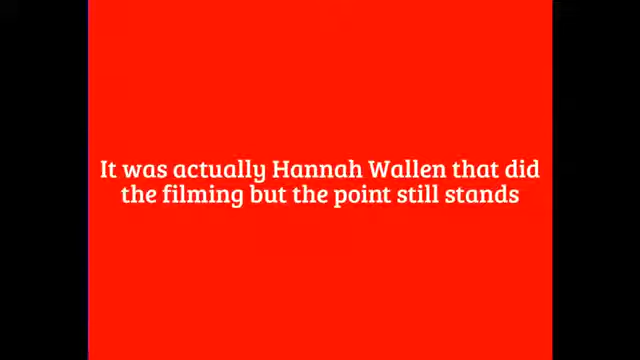 It was actually Hannah Wallen that did
the filming but the point still stands